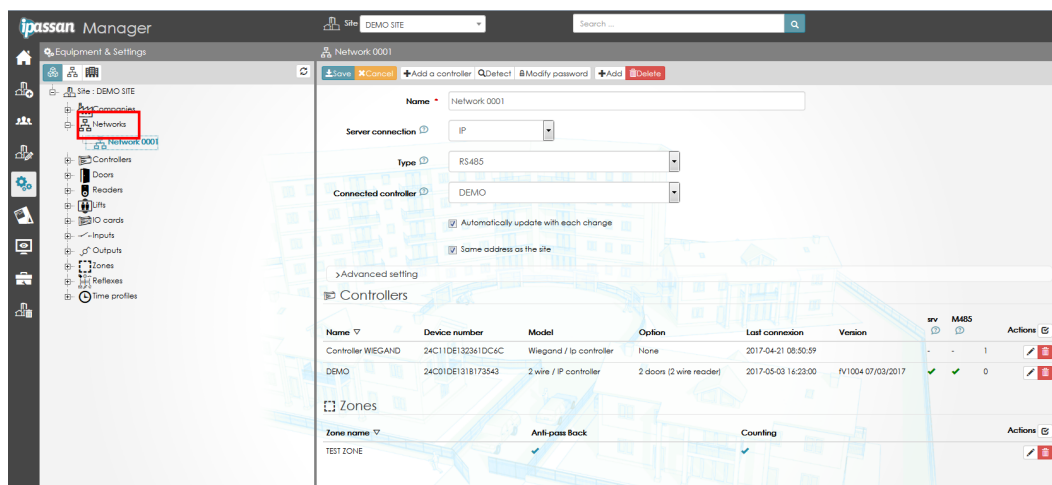 ipassan Manager
Site DEMO SITE
Search ...
Equipment & Settings
Network 0001
Save Cancel Add a controller Detect Modify password Add Delete
Site : DEMO SITE
Companies
Networks
Network 0001
Controllers
Doors
Readers
Lifts
IO cards
Inputs
Outputs
Zones
Reflexes
Time profiles
Name * Network 0001
Server connection ? IP
Type ? RS485
Connected controller ? DEMO
Automatically update with each change
Same address as the site
>Advanced setting
Controllers
Name Device number Model Option Last connexion Version srv ? M485 ? Actions
Controller WIEGAND 24C11DE132361DC6C Wiegand / Ip controller None 2017-04-21 08:50:59 - - 1
DEMO 24C01DE131B173543 2 wire / IP controller 2 doors (2 wire reader) 2017-05-03 16:23:00 fV1004 07/03/2017 0
Zones
Zone name Anti-pass Back Counting Actions
TEST ZONE